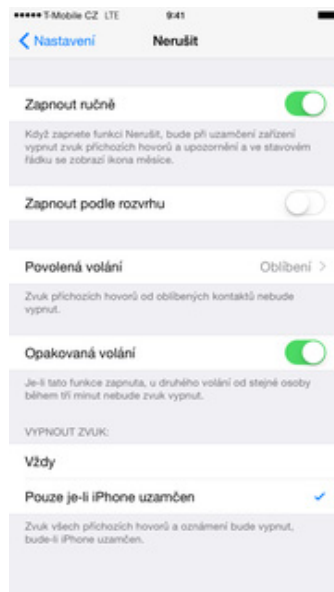 T-Mobile CZ LTE 9:41
Nastavení Nerušit
Zapnout ručně
Když zapnete funkci Nerušit, bude při uzamčení zařízení
vypnut zvuk příchozích hovorů a upozornění a ve stavovém
řádku se zobrazí ikona měsíce.
Zapnout podle rozvrhu
Povolená volání Oblíbení
Zvuk příchozích hovorů od oblíbených kontaktů nebude
vypnut.
Opakovaná volání
Je-li tato funkce zapnuta, u druhého volání od stejné osoby
během tří minut nebude zvuk vypnut.
VYPNOUT ZVUK:
Vždy
Pouze je-li iPhone uzamčen
Zvuk všech příchozích hovorů a oznámení bude vypnut,
bude-li iPhone uzamčen.